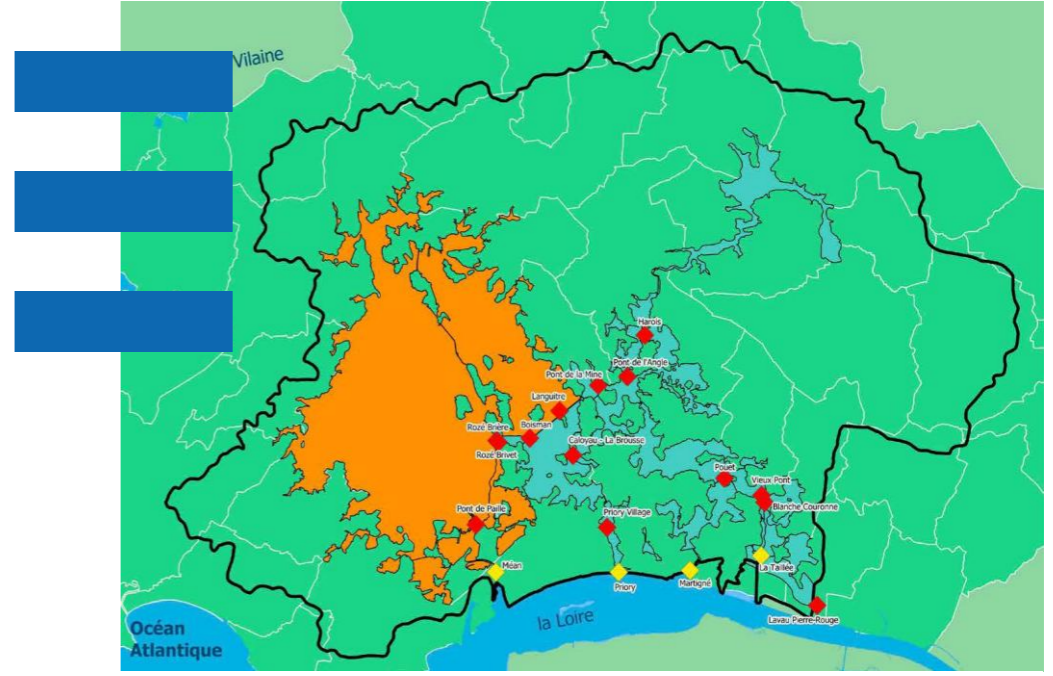 Vilaine
Harois
Pont de l'Angle
Pont de la Mine
Languitre
Rozé Brière
Boisman
Caloyau - La Brousse
Rozé Brivet
Pouet
Vieux Pont
Blanche Couronne
Pont de Paille
Priory Village
Méan
La Taillée
Priory
Martigné
la Loire
Lavau Pierre-Rouge
Océan
Atlantique